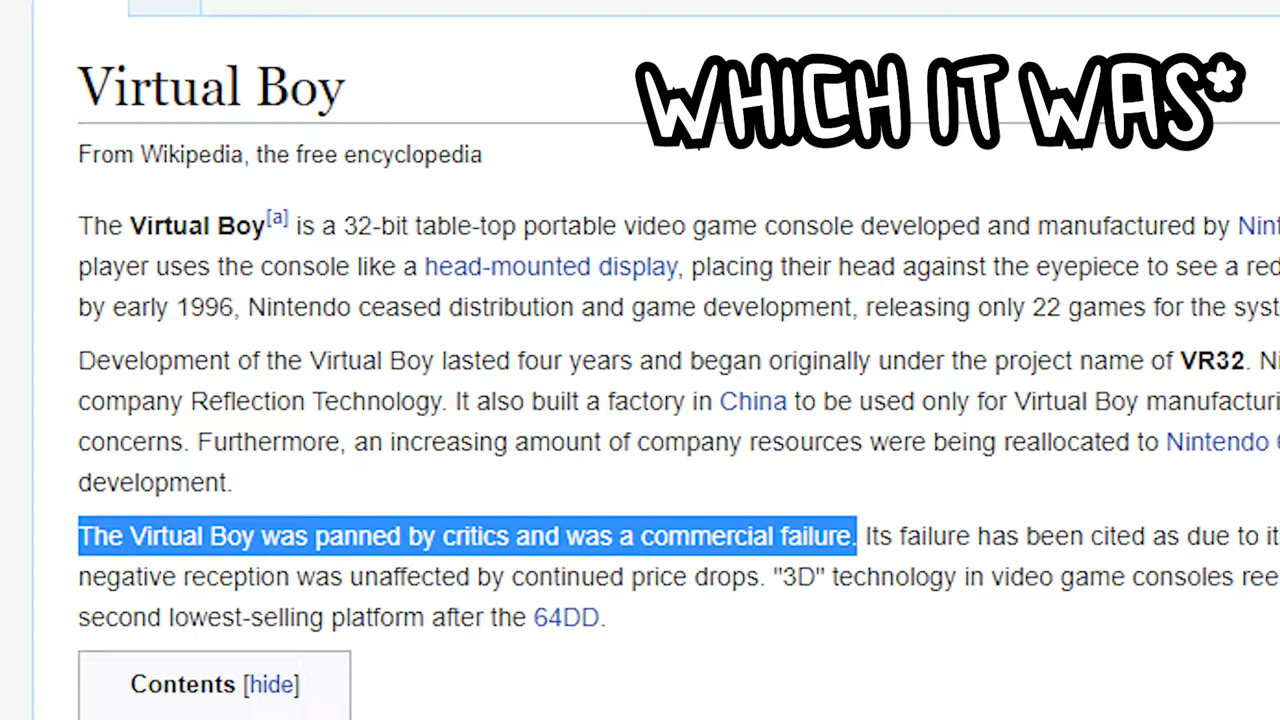 WHICH IT WAS*
Virtual Boy
From Wikipedia, the free encyclopedia
The Virtual Boy[a] is a 32-bit table-top portable video game console developed and manufactured by
player uses the console like a head-mounted display, placing their head against the eyepiece to see a
by early 1996, Nintendo ceased distribution and game development, releasing only 22 games for the
Development of the Virtual Boy lasted four years and began originally under the project name of VR32.
company Reflection Technology. It also built a factory in China to be used only for Virtual Boy
concerns. Furthermore, an increasing amount of company resources were being reallocated to Nintendo
development.
The Virtual Boy was panned by critics and was a commercial failure. Its failure has been cited as due to
negative reception was unaffected by continued price drops. "3D" technology in video game consoles
second lowest-selling platform after the 64DD.
Contents [hide]